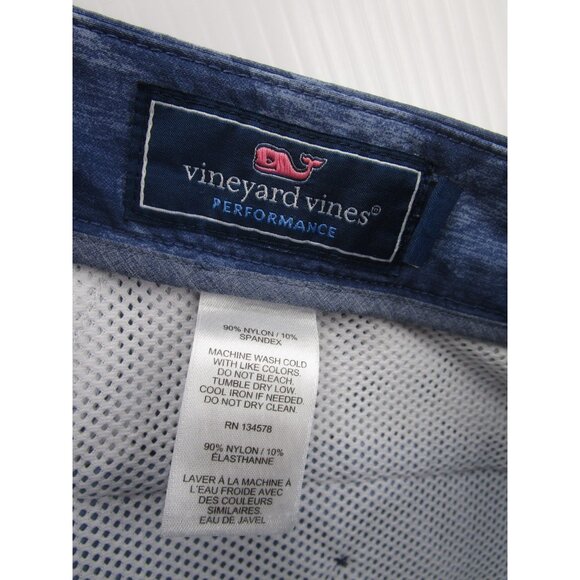 vineyard vines®
PERFORMANCE
90% NYLON / 10%
SPANDEX
MACHINE WASH COLD
WITH LIKE COLORS.
DO NOT BLEACH.
TUMBLE DRY LOW.
COOL IRON IF NEEDED.
DO NOT DRY CLEAN.
RN 134578
90% NYLON / 10%
ÉLASTHANNE
LAVER À LA MACHINE À
L'EAU FROIDE AVEC
DES COULEURS
SIMILAIRES.
EAU DE JAVEL